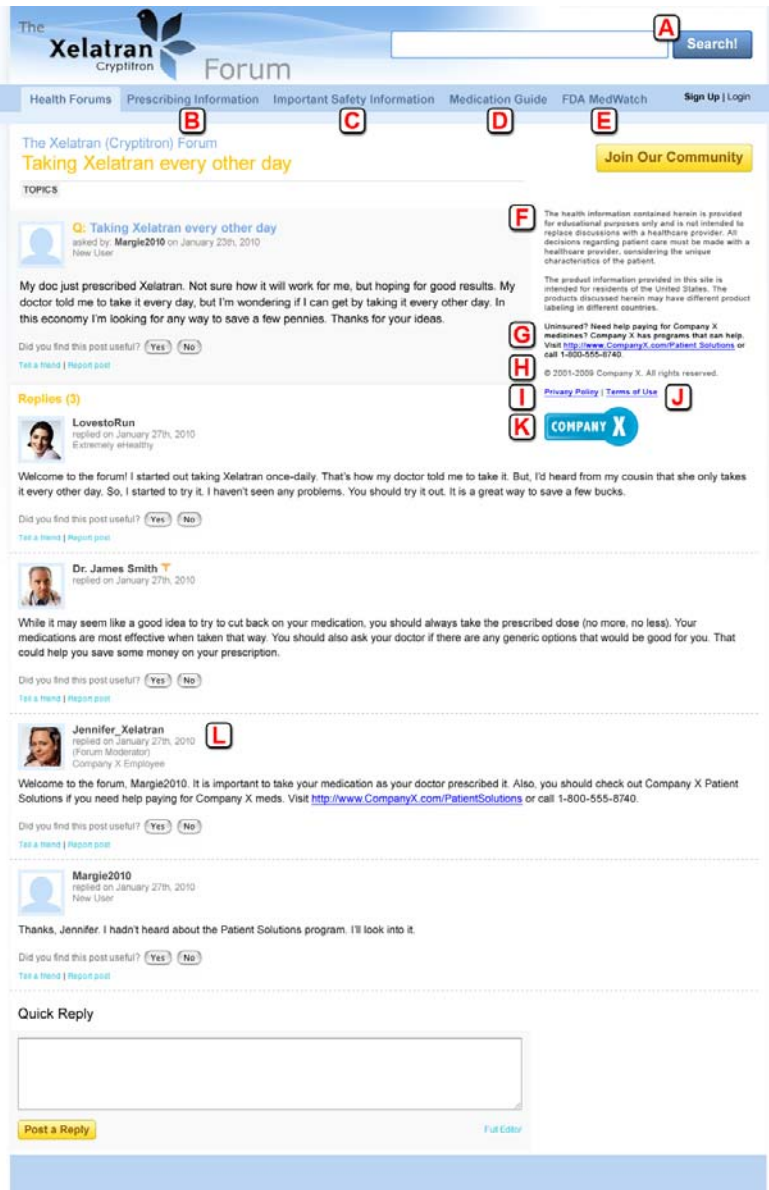 The
Xelatran
Cryptitron
Forum
A
Search!
Health Forums Prescribing Information Important Safety Information Medication Guide FDA MedWatch Sign Up | Login
B C D E
The Xelatran (Cryptitron) Forum
Taking Xelatran every other day
Join Our Community
TOPICS
Q: Taking Xelatran every other day
asked by: Margie2010 on January 23th, 2010
New User
My doc just prescribed Xelatran. Not sure how it will work for me, but hoping for good results. My
doctor told me to take it every day, but I'm wondering if I can get by taking it every other day. In
this economy I'm looking for any way to save a few pennies. Thanks for your ideas.
Did you find this post useful? Yes No
Tell a friend | Report post
F
The health information contained herein is provided
for educational purposes only and is not intended to
replace discussions with a healthcare provider. All
decisions regarding patient care must be made with a
healthcare provider, considering the unique
characteristics of the patient.
The product information provided in this site is
intended for residents of the United States. The
products discussed herein may have different product
labeling in different countries.
G
Uninsured? Need help paying for Company X
medicines? Company X has programs that can help.
Visit http://www.CompanyX.com/Patient Solutions or
call 1-800-555-8740.
H
© 2001-2009 Company X. All rights reserved.
I
Privacy Policy | Terms of Use
J
K
COMPANY X
Replies (3)
LovestoRun
replied on January 27th, 2010
Extremely eHealthy
Welcome to the forum! I started out taking Xelatran once-daily. That's how my doctor told me to take it. But, I'd heard from my cousin that she only takes
it every other day. So, I started to try it. I haven't seen any problems. You should try it out. It is a great way to save a few bucks.
Did you find this post useful? Yes No
Tell a friend | Report post
Dr. James Smith
replied on January 27th, 2010
While it may seem like a good idea to try to cut back on your medication, you should always take the prescribed dose (no more, no less). Your
medications are most effective when taken that way. You should also ask your doctor if there are any generic options that would be good for you. That
could help you save some money on your prescription.
Did you find this post useful? Yes No
Tell a friend | Report post
Jennifer_Xelatran
replied on January 27th, 2010
(Forum Moderator)
Company X Employee
L
Welcome to the forum, Margie2010. It is important to take your medication as your doctor prescribed it. Also, you should check out Company X Patient
Solutions if you need help paying for Company X meds. Visit http://www.CompanyX.com/PatientSolutions or call 1-800-555-8740.
Did you find this post useful? Yes No
Tell a friend | Report post
Margie2010
replied on January 27th, 2010
New User
Thanks, Jennifer. I hadn't heard about the Patient Solutions program. I'll look into it.
Did you find this post useful? Yes No
Tell a friend | Report post
Quick Reply
Post a Reply
Full Editor